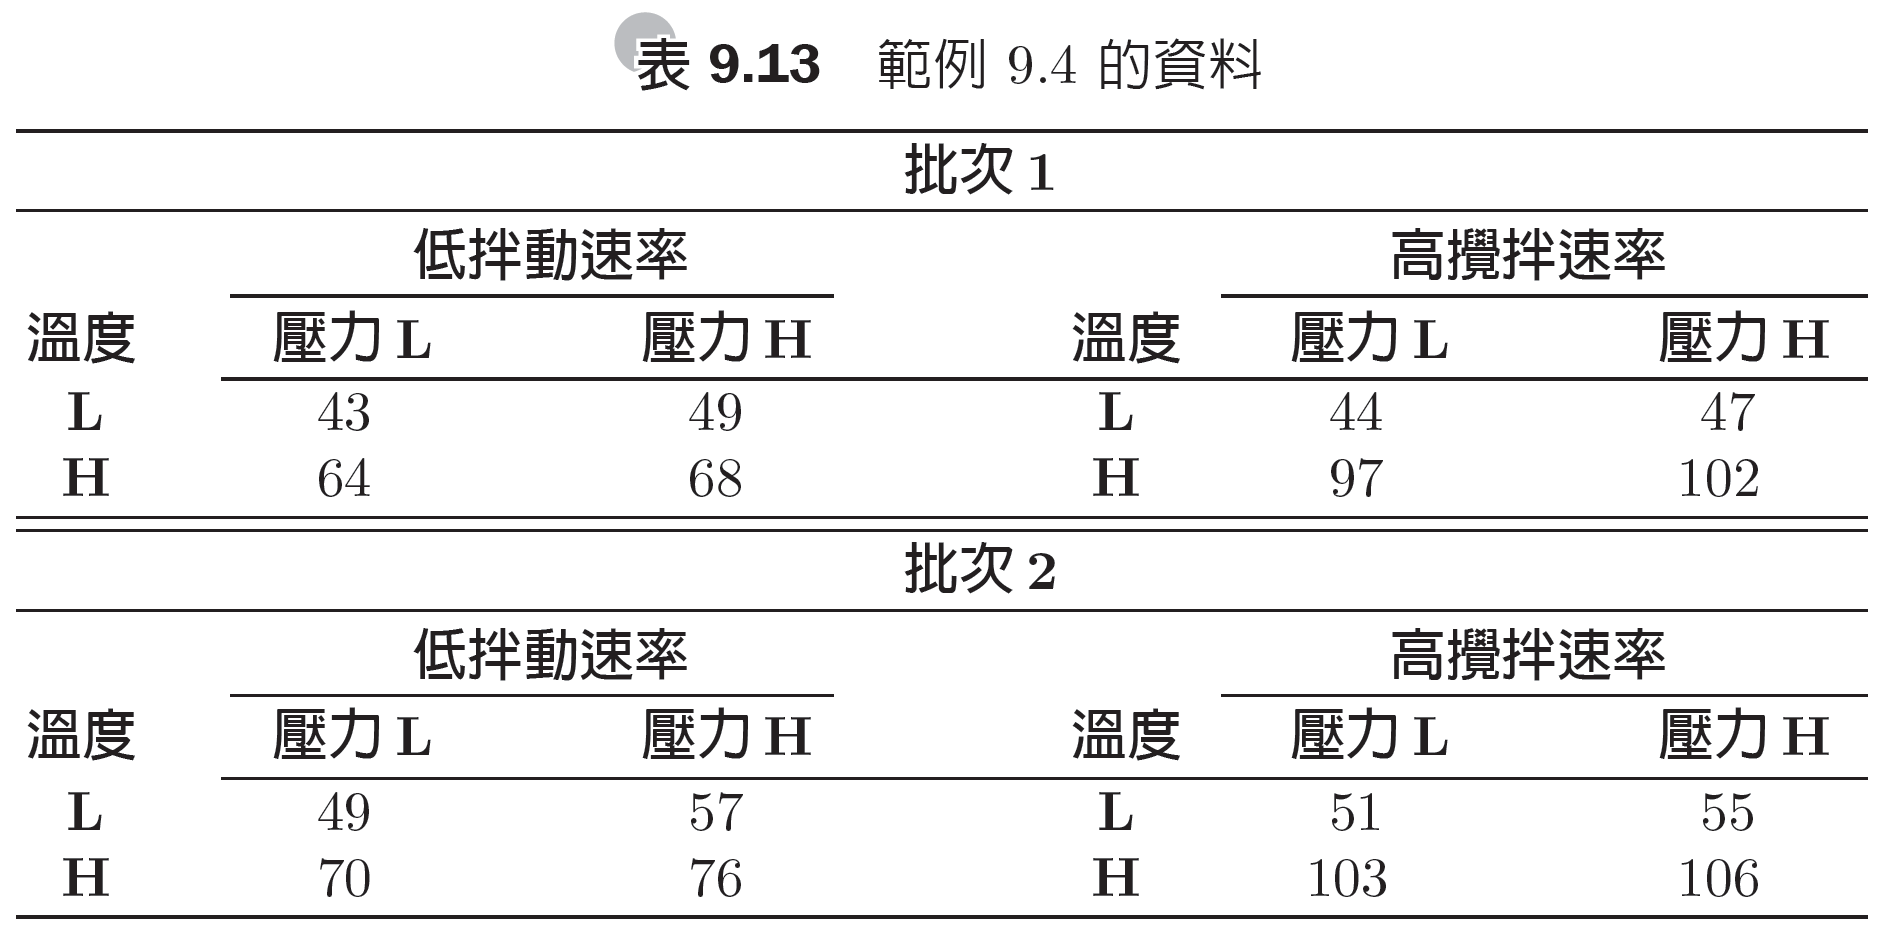 表 9.13 範例 9.4 的資料
批次 1
低拌動速率 高攪拌速率
溫度 壓力 L 壓力 H 溫度 壓力 L 壓力 H
L 43 49 L 44 47
H 64 68 H 97 102
批次 2
低拌動速率 高攪拌速率
溫度 壓力 L 壓力 H 溫度 壓力 L 壓力 H
L 49 57 L 51 55
H 70 76 H 103 106